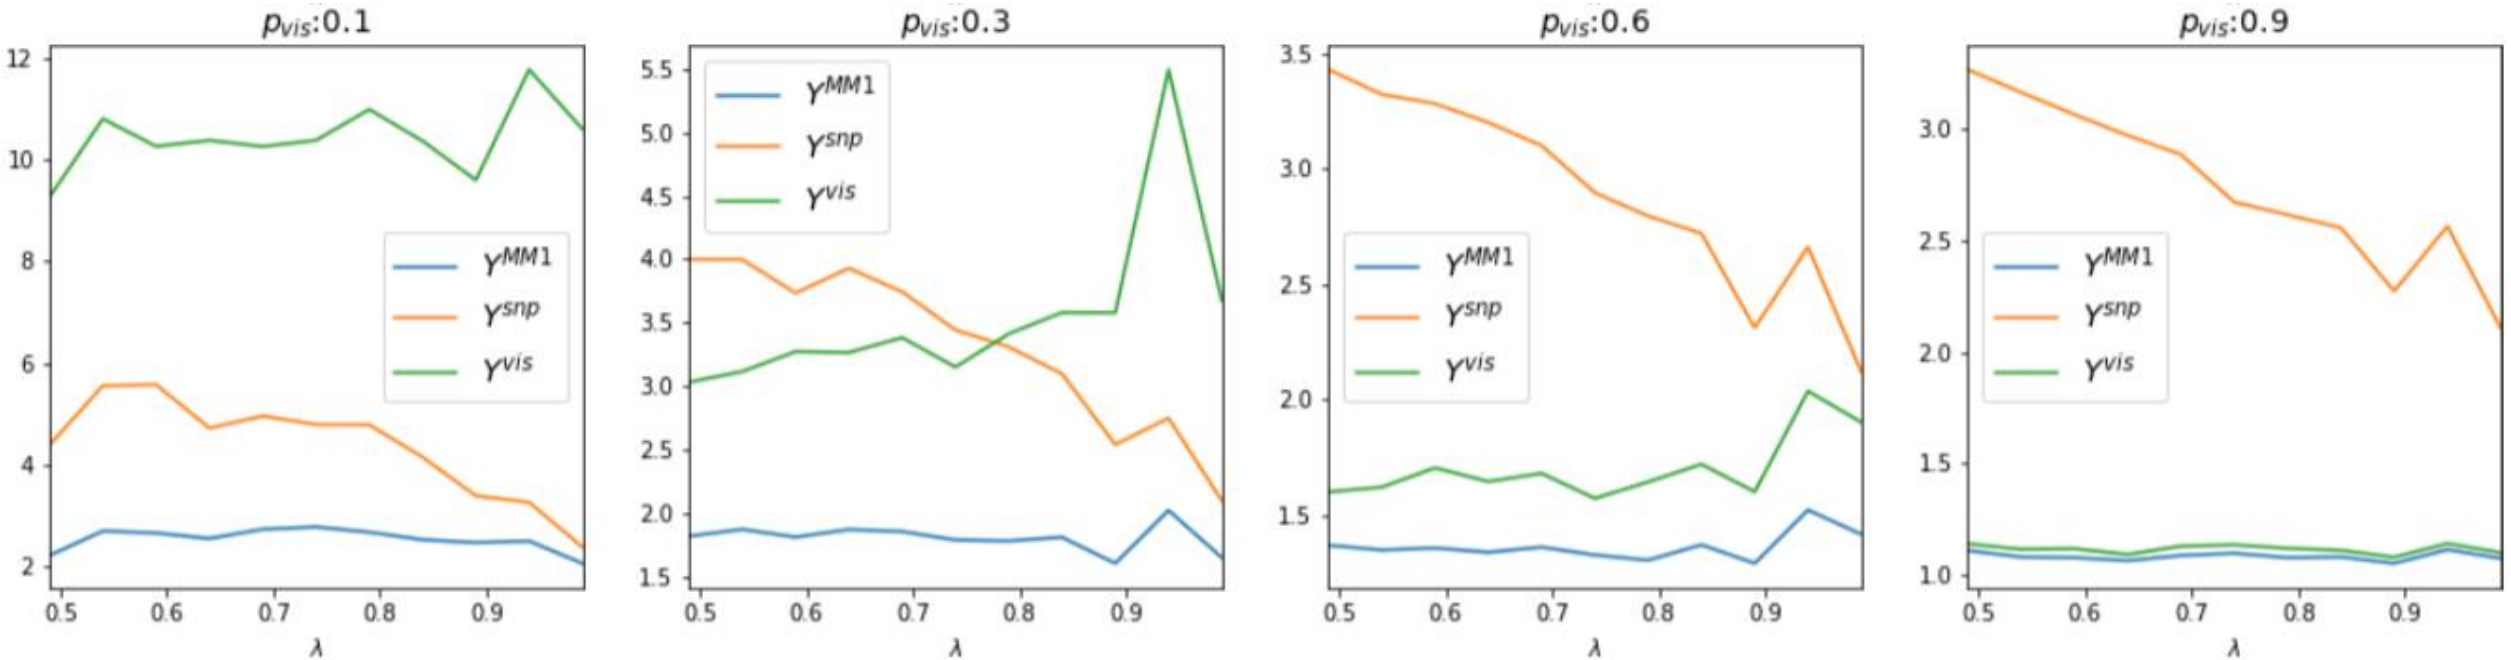 p_vis:0.1
12
10
8
6
4
2
Y^MM1
Y^snp
Y^vis
0.5 0.6 0.7 0.8 0.9
λ
p_vis:0.3
5.5
5.0
4.5
4.0
3.5
3.0
2.5
2.0
1.5
Y^MM1
Y^snp
Y^vis
0.5 0.6 0.7 0.8 0.9
λ
p_vis:0.6
3.5
3.0
2.5
2.0
1.5
Y^MM1
Y^snp
Y^vis
0.5 0.6 0.7 0.8 0.9
λ
p_vis:0.9
3.0
2.5
2.0
1.5
1.0
Y^MM1
Y^snp
Y^vis
0.5 0.6 0.7 0.8 0.9
λ